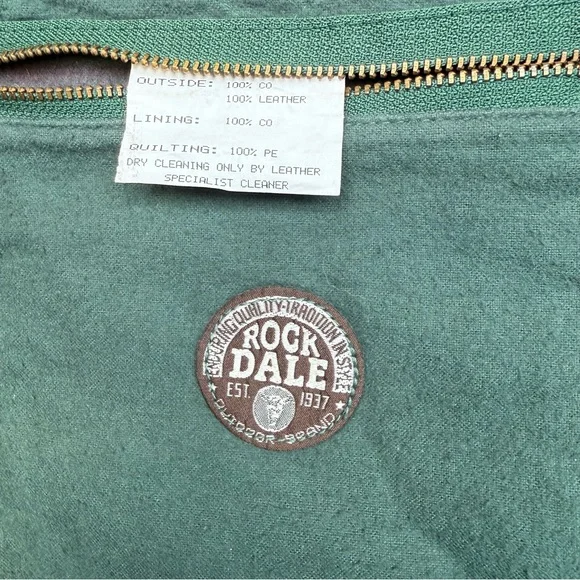 OUTSIDE: 100% CO
100% LEATHER
LINING: 100% CO
QUILTING: 100% PE
DRY CLEANING ONLY BY LEATHER
SPECIALIST CLEANER
ENDURING QUALITY-TRADITION IN STYLE
ROCK
DALE
EST. 1937
OUTDOOR-BRAND